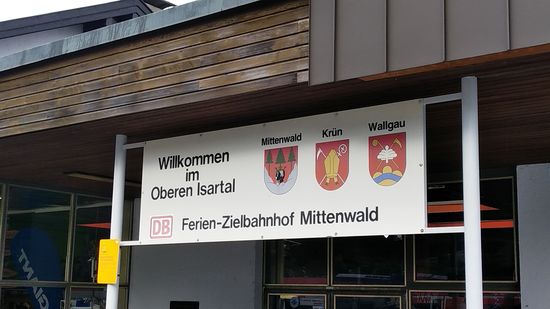 Willkommen
im
Oberen Isartal
Mittenwald
Krün
Wallgau
DB Ferien-Zielbahnhof Mittenwald